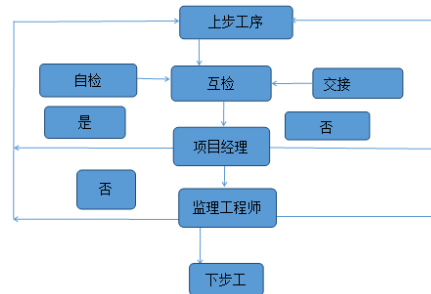 上步工序
自检
互检
交接
是
否
项目经理
否
监理工程师
下步工